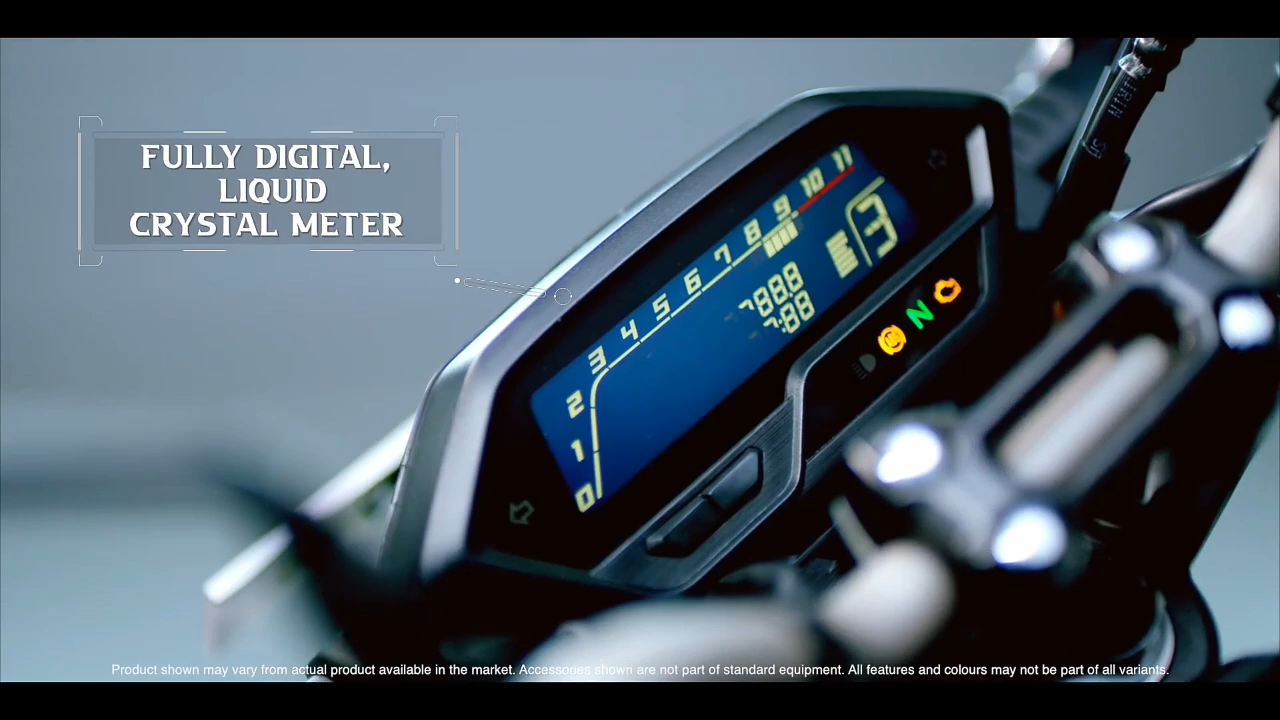 FULLY DIGITAL,
LIQUID
CRYSTAL METER
0 1 2 3 4 5 6 7 8 9 10 11
3
888
7:88
N
Product shown may vary from actual product available in the market. Accessories shown are not part of standard equipment. All features and colours may not be part of all variants.